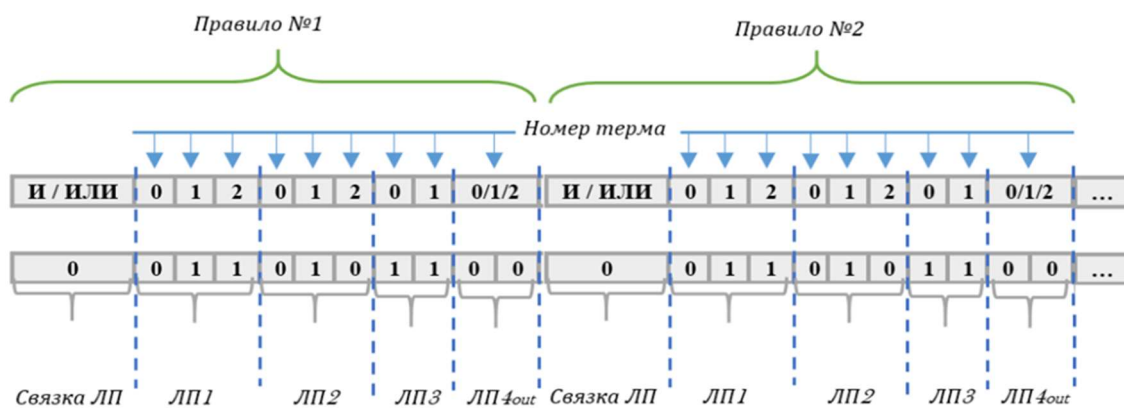 Правило №1 Правило №2
Номер терма
И / ИЛИ 0 1 2 0 1 2 0 1 0/1/2 И / ИЛИ 0 1 2 0 1 2 0 1 0/1/2 ...
0 0 1 1 0 1 0 1 1 0 0 0 0 1 1 0 1 0 1 1 0 0 ...
Связка ЛП ЛП1 ЛП2 ЛП3 ЛП4out Связка ЛП ЛП1 ЛП2 ЛП3 ЛП4out